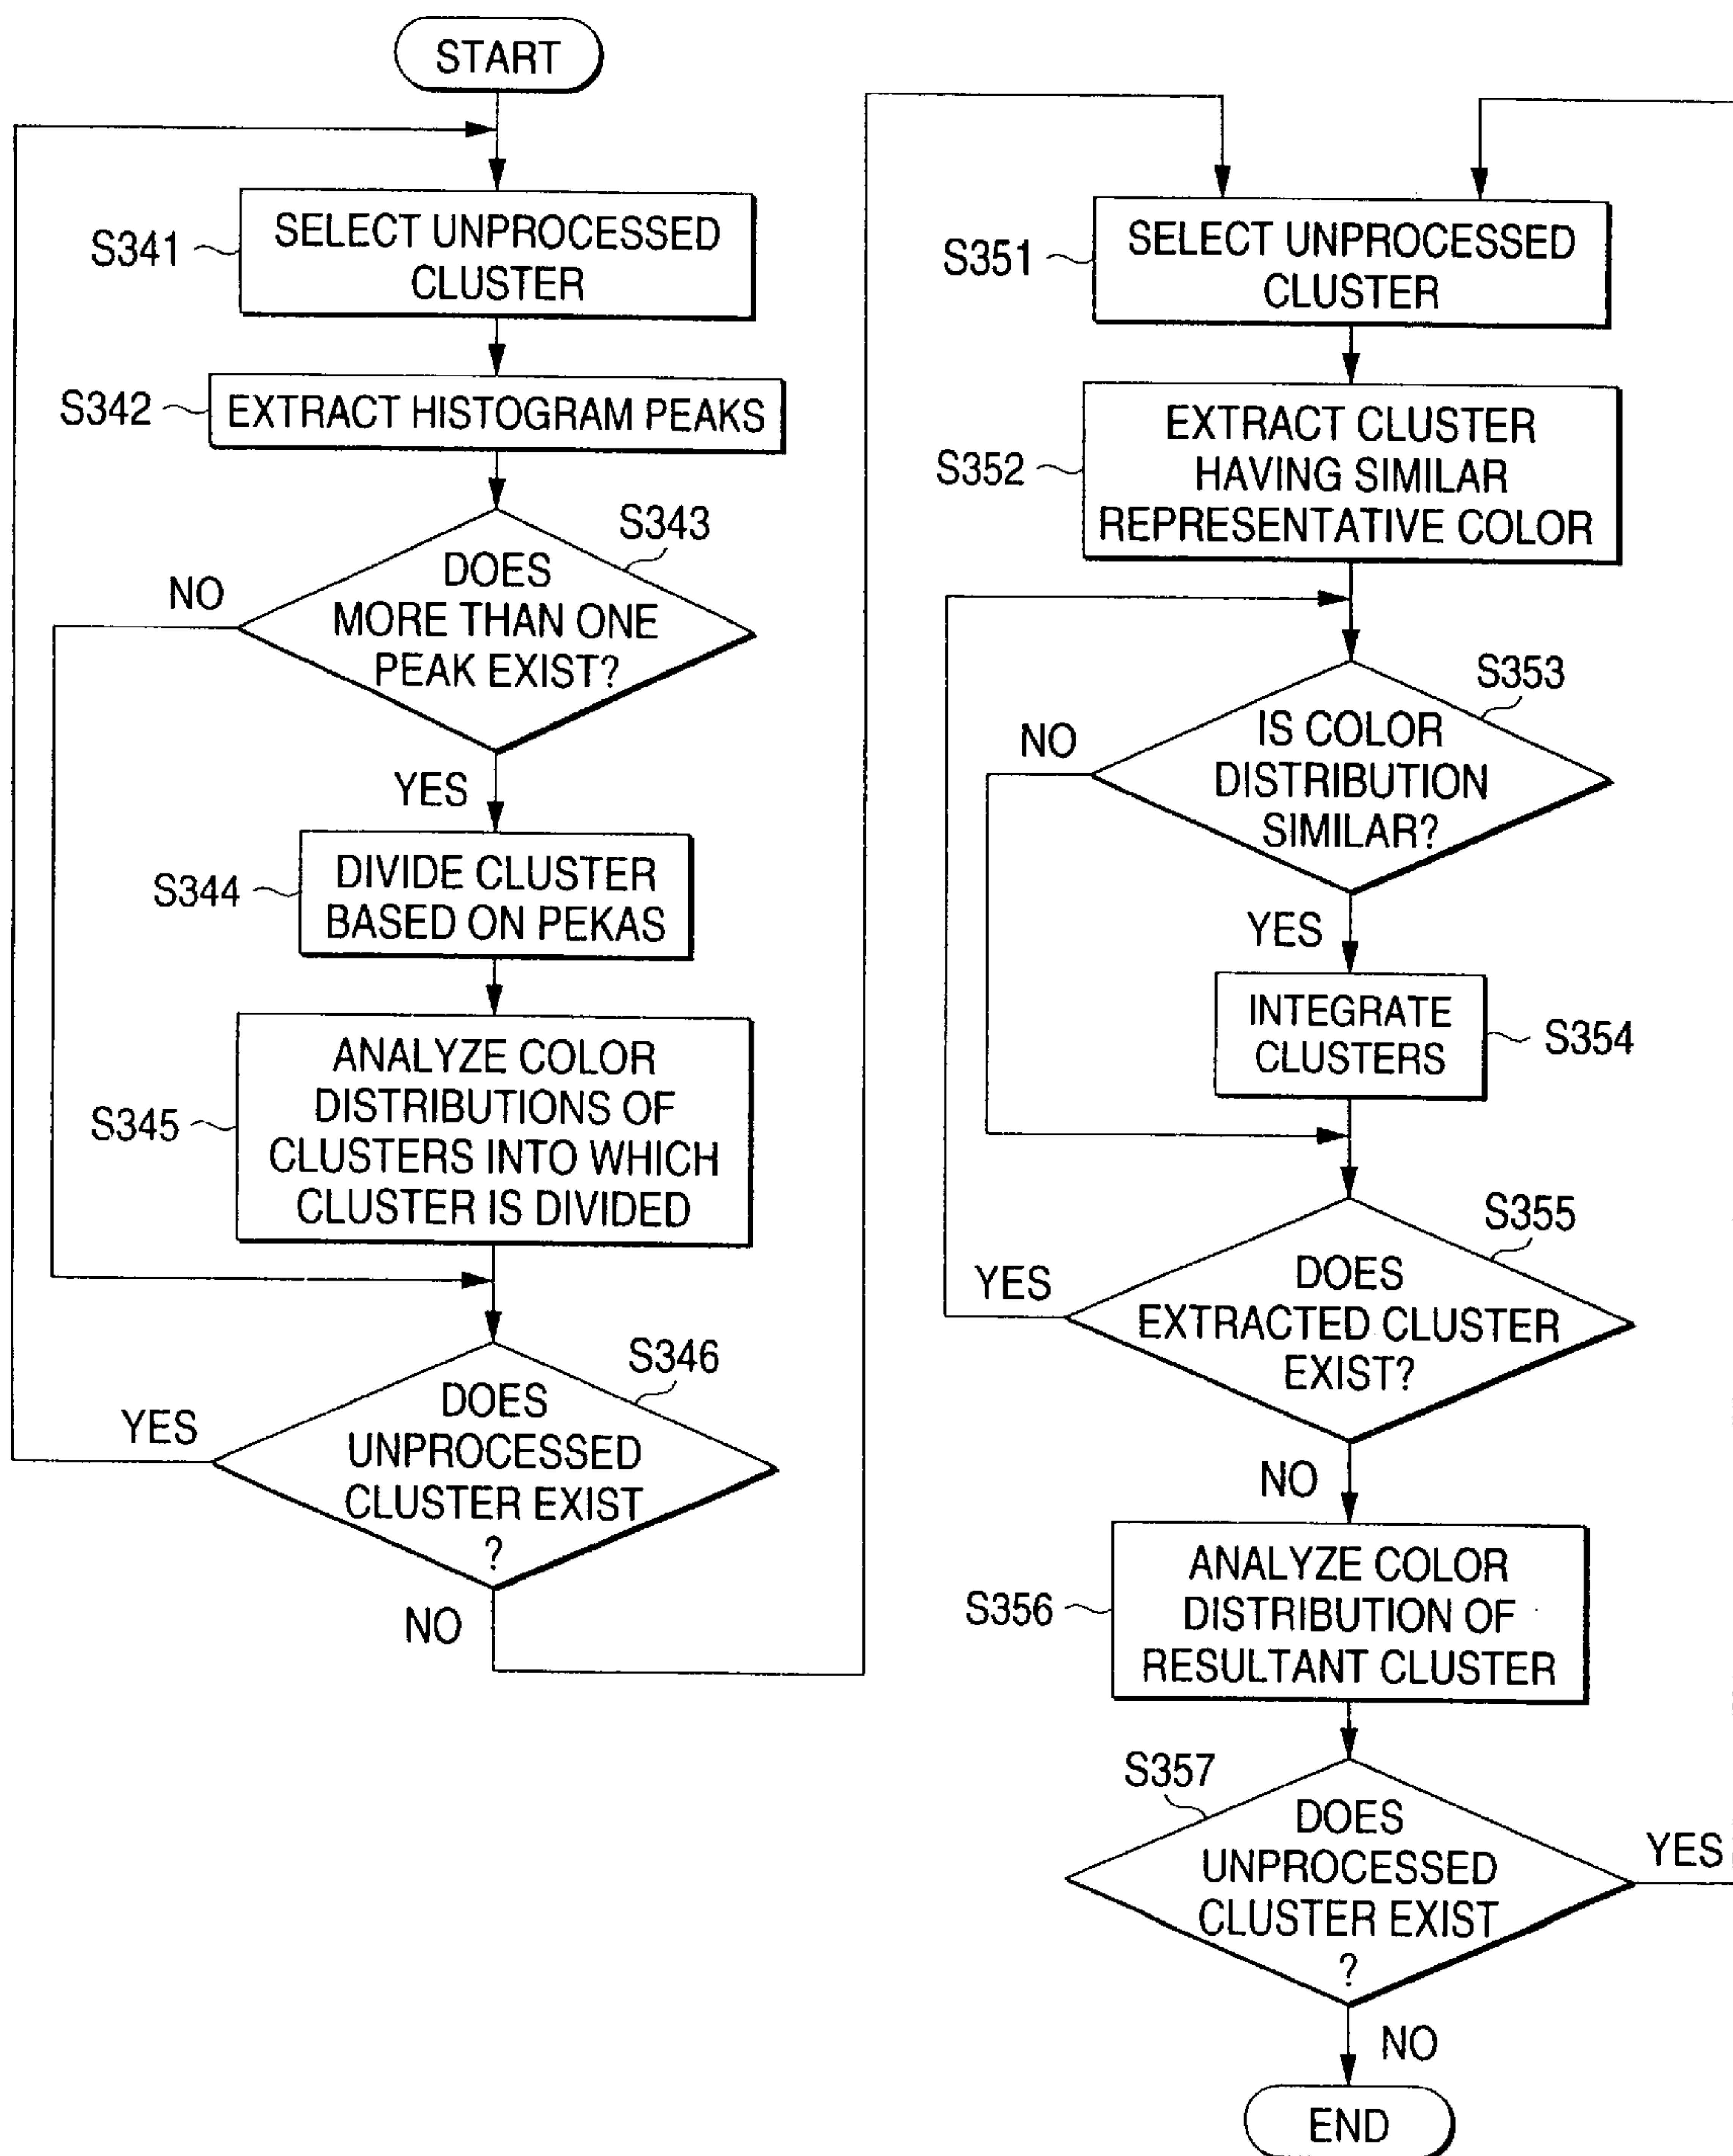 START
S341
SELECT UNPROCESSED
CLUSTER
S342
EXTRACT HISTOGRAM PEAKS
S343
DOES
MORE THAN ONE
PEAK EXIST?
NO
YES
S344
DIVIDE CLUSTER
BASED ON PEKAS
S345
ANALYZE COLOR
DISTRIBUTIONS OF
CLUSTERS INTO WHICH
CLUSTER IS DIVIDED
S346
DOES
UNPROCESSED
CLUSTER EXIST
?
YES
NO
S351
SELECT UNPROCESSED
CLUSTER
S352
EXTRACT CLUSTER
HAVING SIMILAR
REPRESENTATIVE COLOR
S353
IS COLOR
DISTRIBUTION
SIMILAR?
NO
YES
INTEGRATE
CLUSTERS
S354
S355
DOES
EXTRACTED CLUSTER
EXIST?
YES
NO
S356
ANALYZE COLOR
DISTRIBUTION OF
RESULTANT CLUSTER
S357
DOES
UNPROCESSED
CLUSTER EXIST
?
YES
NO
END